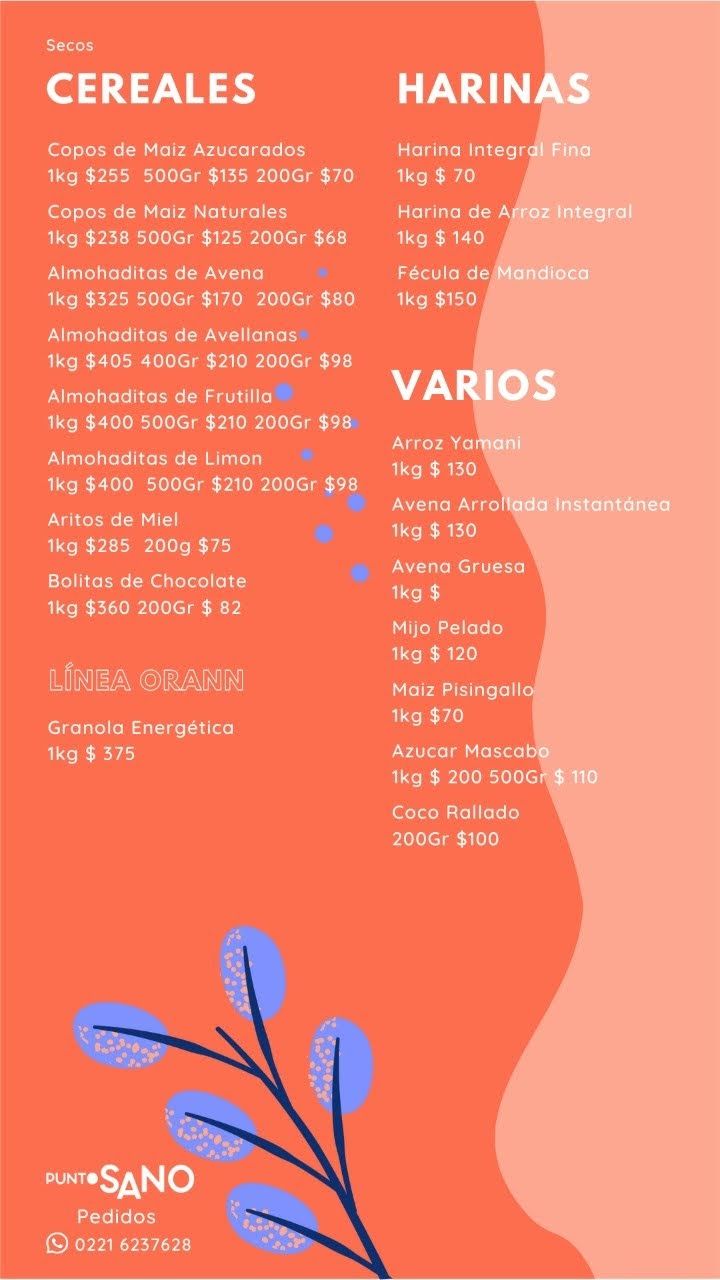 Secos
CEREALES
Copos de Maiz Azucarados
1kg $255  500Gr $135 200Gr $70
Copos de Maiz Naturales
1kg $238 500Gr $125 200Gr $68
Almohaditas de Avena
1kg $325 500Gr $170  200Gr $80
Almohaditas de Avellanas
1kg $405 400Gr $210 200Gr $98
Almohaditas de Frutilla
1kg $400 500Gr $210 200Gr $98
Almohaditas de Limon
1kg $400  500Gr $210 200Gr $98
Aritos de Miel
1kg $285  200g $75
Bolitas de Chocolate
1kg $360 200Gr $ 82
LÍNEA ORANN
Granola Energética
1kg $ 375
HARINAS
Harina Integral Fina
1kg $ 70
Harina de Arroz Integral
1kg $ 140
Fécula de Mandioca
1kg $150
VARIOS
Arroz Yamani
1kg $ 130
Avena Arrollada Instantánea
1kg $ 130
Avena Gruesa
1kg $
Mijo Pelado
1kg $ 120
Maiz Pisingallo
1kg $70
Azucar Mascabo
1kg $ 200 500Gr $ 110
Coco Rallado
200Gr $100
PUNTO SANO
Pedidos
0221 6237628